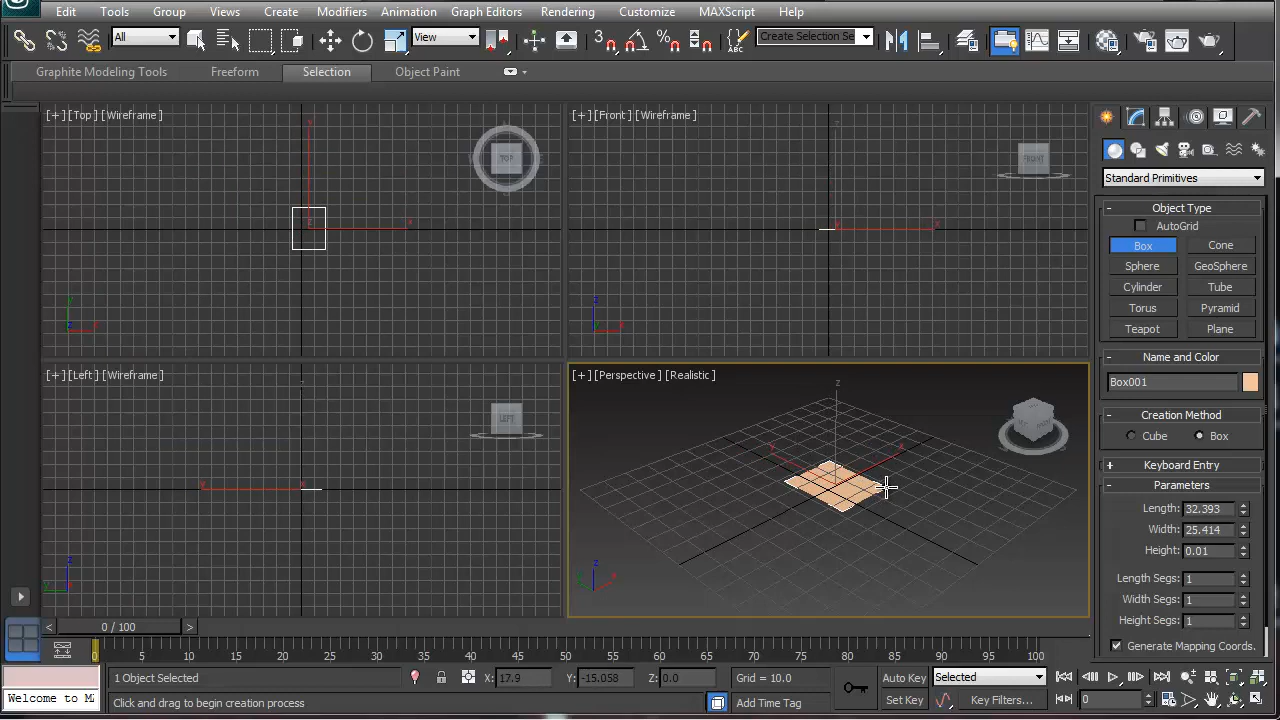 Edit Tools Group Views Create Modifiers Animation Graph Editors Rendering Customize MAXScript Help
All View 3 Create Selection Se
Graphite Modeling Tools Freeform Selection Object Paint
[+][Top][Wireframe]
TOP
y
x
z
[+][Front][Wireframe]
FRONT
z
x
[+][Left][Wireframe]
LEFT
y
x
z
[+][Perspective][Realistic]
z
y
x
Standard Primitives
- Object Type
AutoGrid
Box Cone
Sphere GeoSphere
Cylinder Tube
Torus Pyramid
Teapot Plane
- Name and Color
Box001
- Creation Method
Cube Box
+ Keyboard Entry
- Parameters
Length: 32.393
Width: 25.414
Height: 0.01
Length Segs: 1
Width Segs: 1
Height Segs: 1
Generate Mapping Coords.
< 0 / 100 >
0 5 10 15 20 25 30 35 40 45 50 55 60 65 70 75 80 85 90 95 100
1 Object Selected X: 17.9 Y: -15.058 Z: 0.0 Grid = 10.0 Auto Key Selected
Welcome to MA Click and drag to begin creation process Add Time Tag Set Key Key Filters... 0